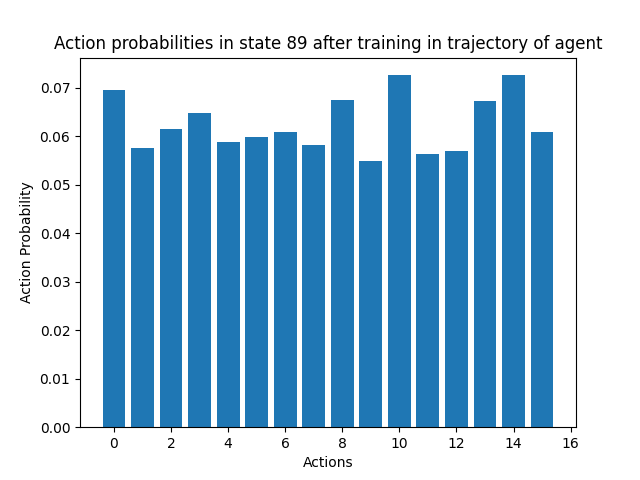 Action probabilities in state 89 after training in trajectory of agent
0.07
0.06
0.05
0.04
0.03
0.02
0.01
0.00
Action Probability
0 2 4 6 8 10 12 14 16
Actions